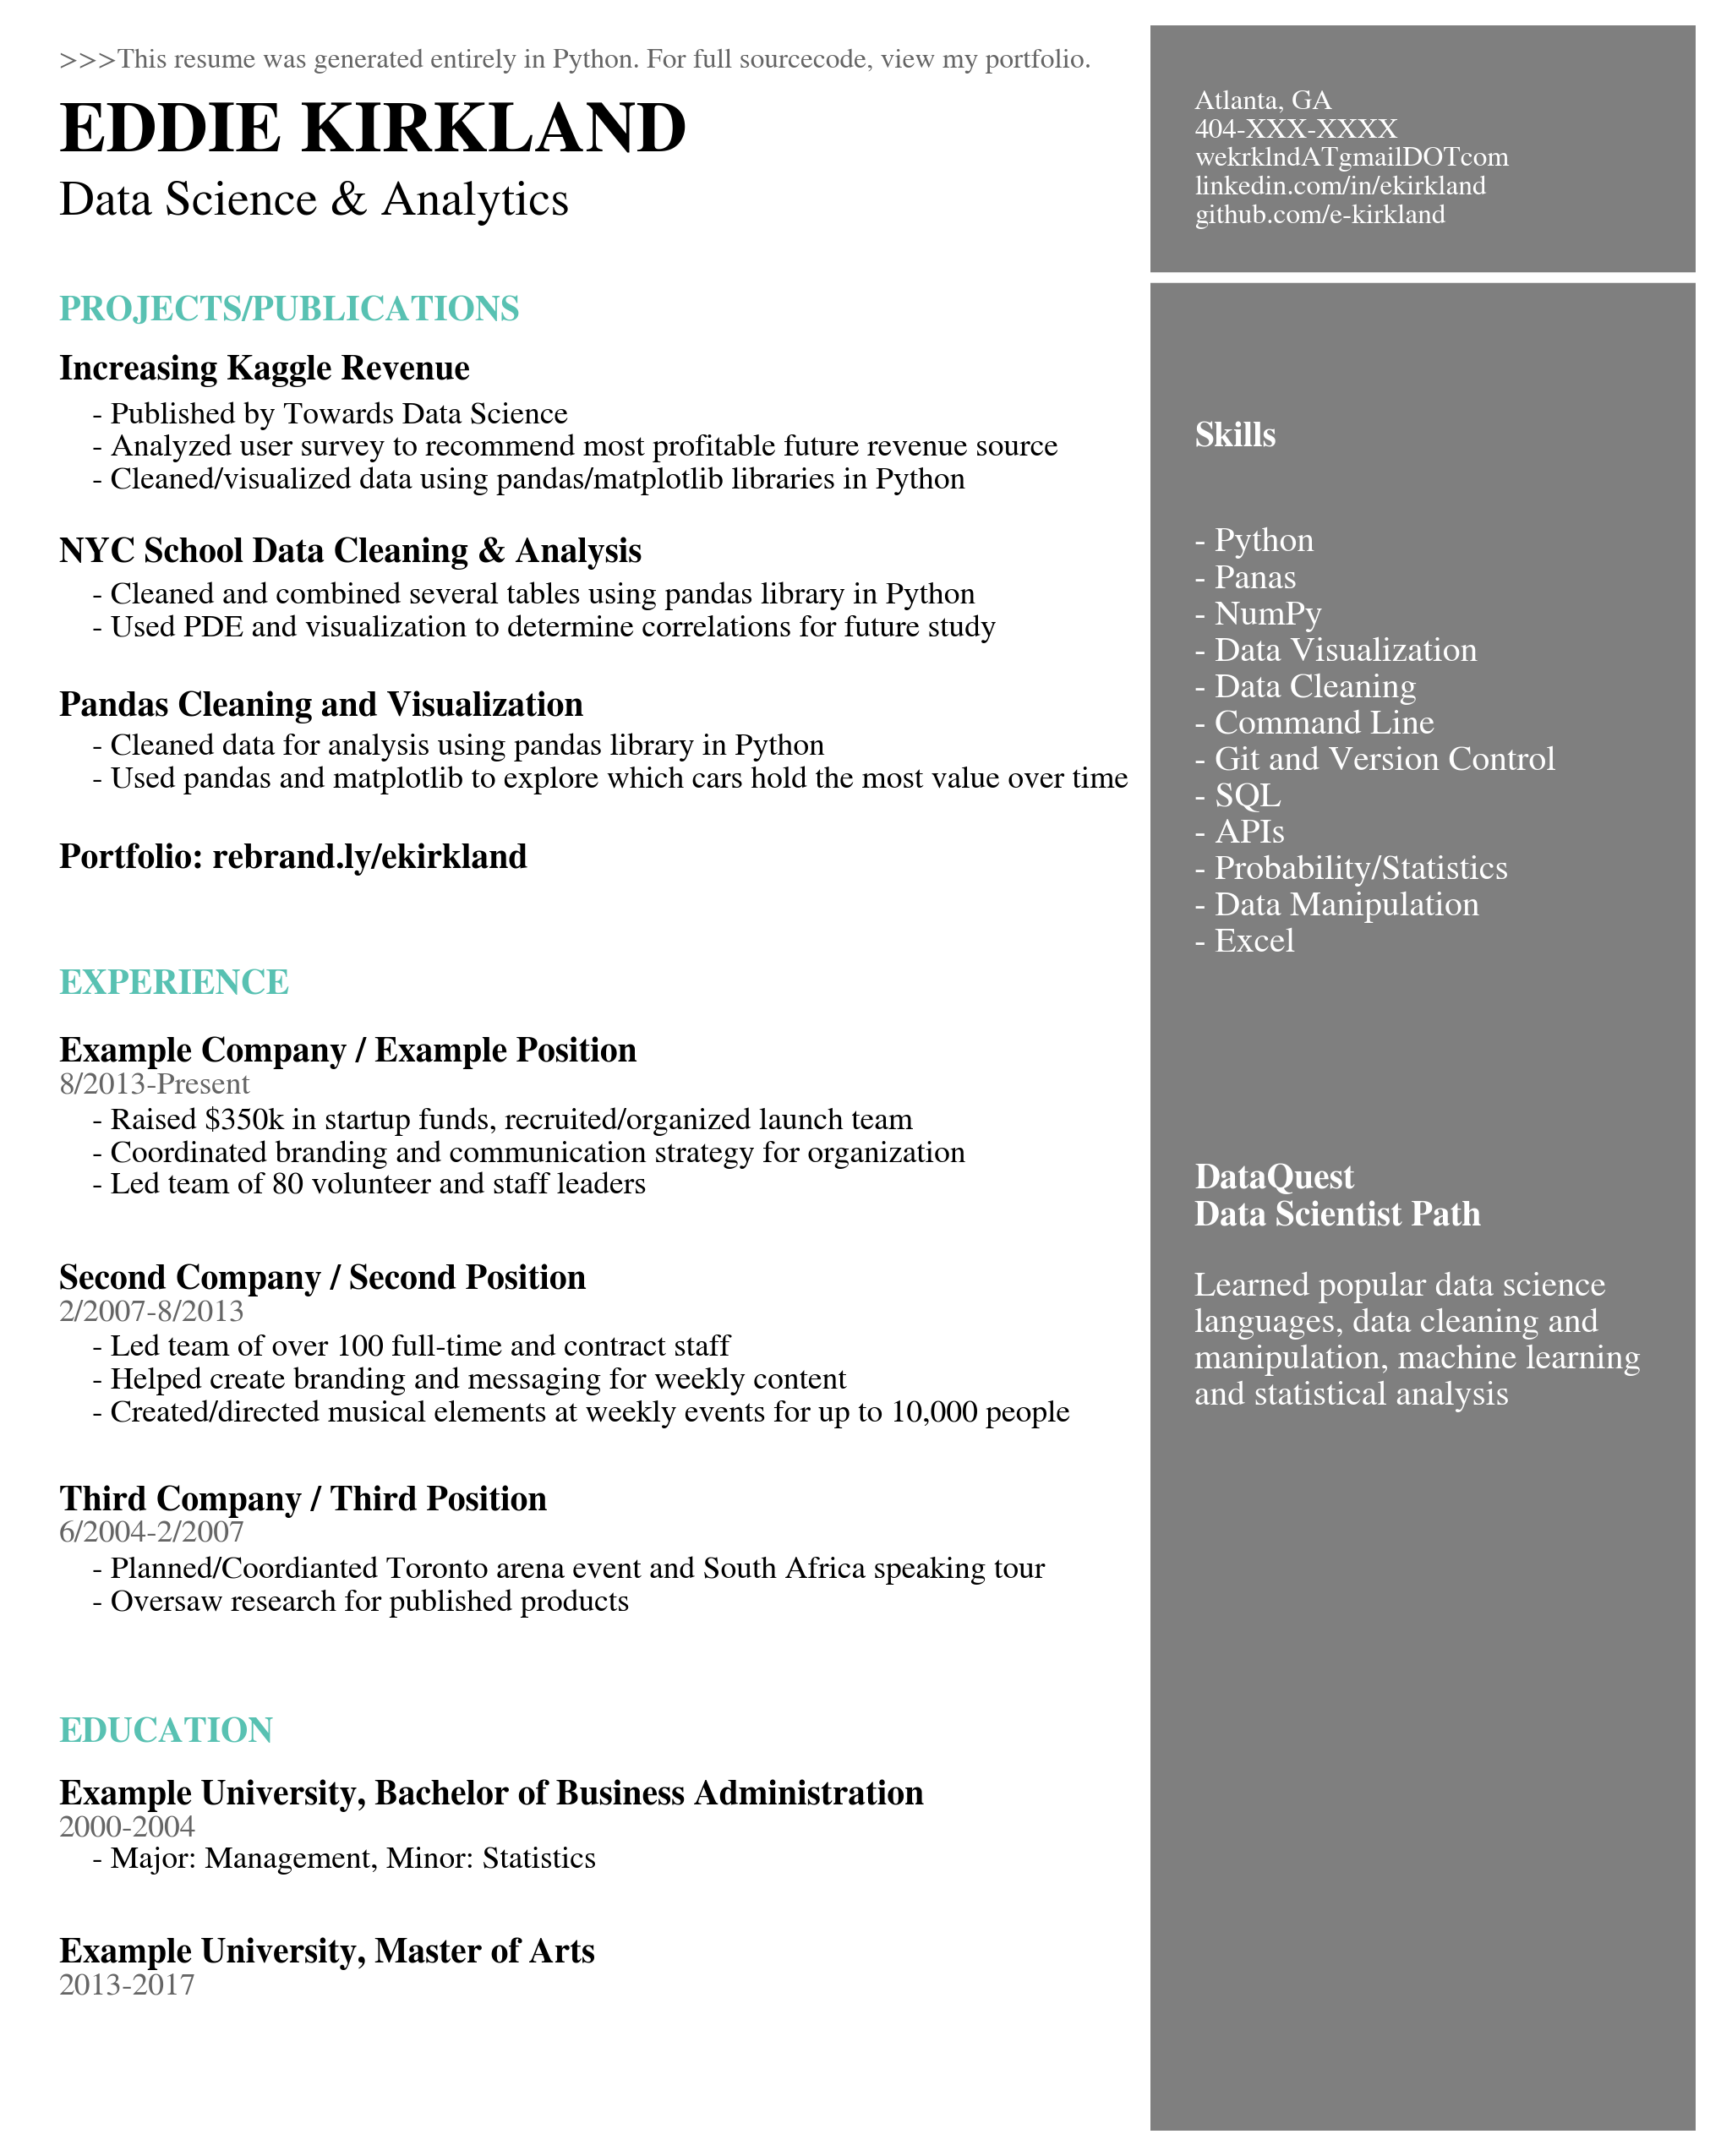 >>>This resume was generated entirely in Python. For full sourcecode, view my portfolio.
EDDIE KIRKLAND
Data Science & Analytics
PROJECTS/PUBLICATIONS
Increasing Kaggle Revenue
- Published by Towards Data Science
- Analyzed user survey to recommend most profitable future revenue source
- Cleaned/visualized data using pandas/matplotlib libraries in Python
NYC School Data Cleaning & Analysis
- Cleaned and combined several tables using pandas library in Python
- Used PDE and visualization to determine correlations for future study
Pandas Cleaning and Visualization
- Cleaned data for analysis using pandas library in Python
- Used pandas and matplotlib to explore which cars hold the most value over time
Portfolio: rebrand.ly/ekirkland
EXPERIENCE
Example Company / Example Position
8/2013-Present
- Raised $350k in startup funds, recruited/organized launch team
- Coordinated branding and communication strategy for organization
- Led team of 80 volunteer and staff leaders
Second Company / Second Position
2/2007-8/2013
- Led team of over 100 full-time and contract staff
- Helped create branding and messaging for weekly content
- Created/directed musical elements at weekly events for up to 10,000 people
Third Company / Third Position
6/2004-2/2007
- Planned/Coordianted Toronto arena event and South Africa speaking tour
- Oversaw research for published products
EDUCATION
Example University, Bachelor of Business Administration
2000-2004
- Major: Management, Minor: Statistics
Example University, Master of Arts
2013-2017
Atlanta, GA
404-XXX-XXXX
wekrklndATgmailDOTcom
linkedin.com/in/ekirkland
github.com/e-kirkland
Skills
- Python
- Panas
- NumPy
- Data Visualization
- Data Cleaning
- Command Line
- Git and Version Control
- SQL
- APIs
- Probability/Statistics
- Data Manipulation
- Excel
DataQuest
Data Scientist Path
Learned popular data science
languages, data cleaning and
manipulation, machine learning
and statistical analysis